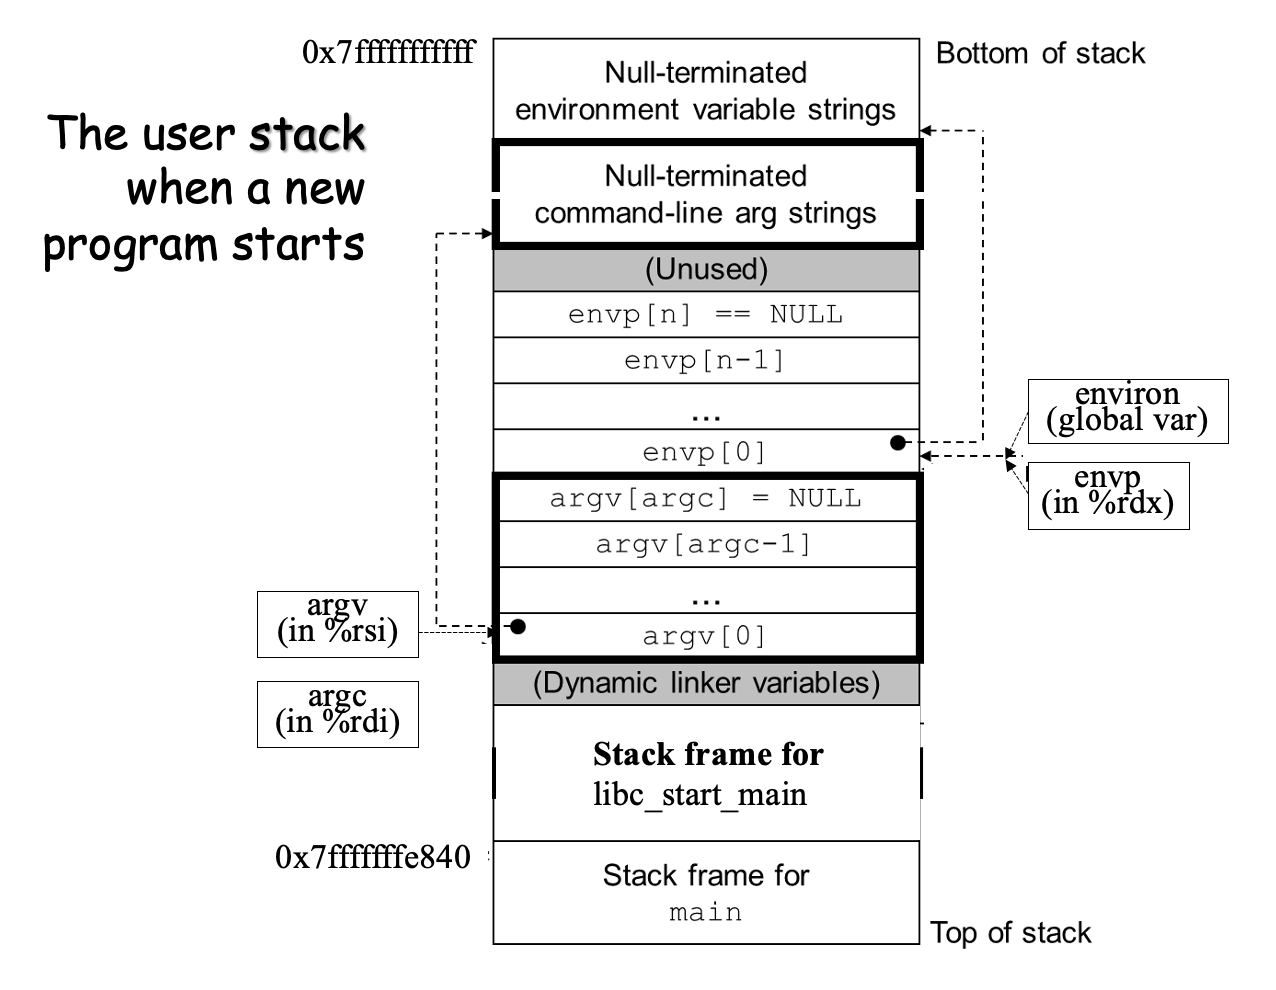 0x7fffffffffff
Bottom of stack
Null-terminated
environment variable strings
The user stack
when a new
program starts
Null-terminated
command-line arg strings
(Unused)
envp[n] == NULL
envp[n-1]
...
environ
(global var)
envp[0]
envp
(in %rdx)
argv[argc] = NULL
argv[argc-1]
...
argv
(in %rsi)
argv[0]
(Dynamic linker variables)
argc
(in %rdi)
Stack frame for
libc_start_main
0x7fffffffe840
Stack frame for
main
Top of stack